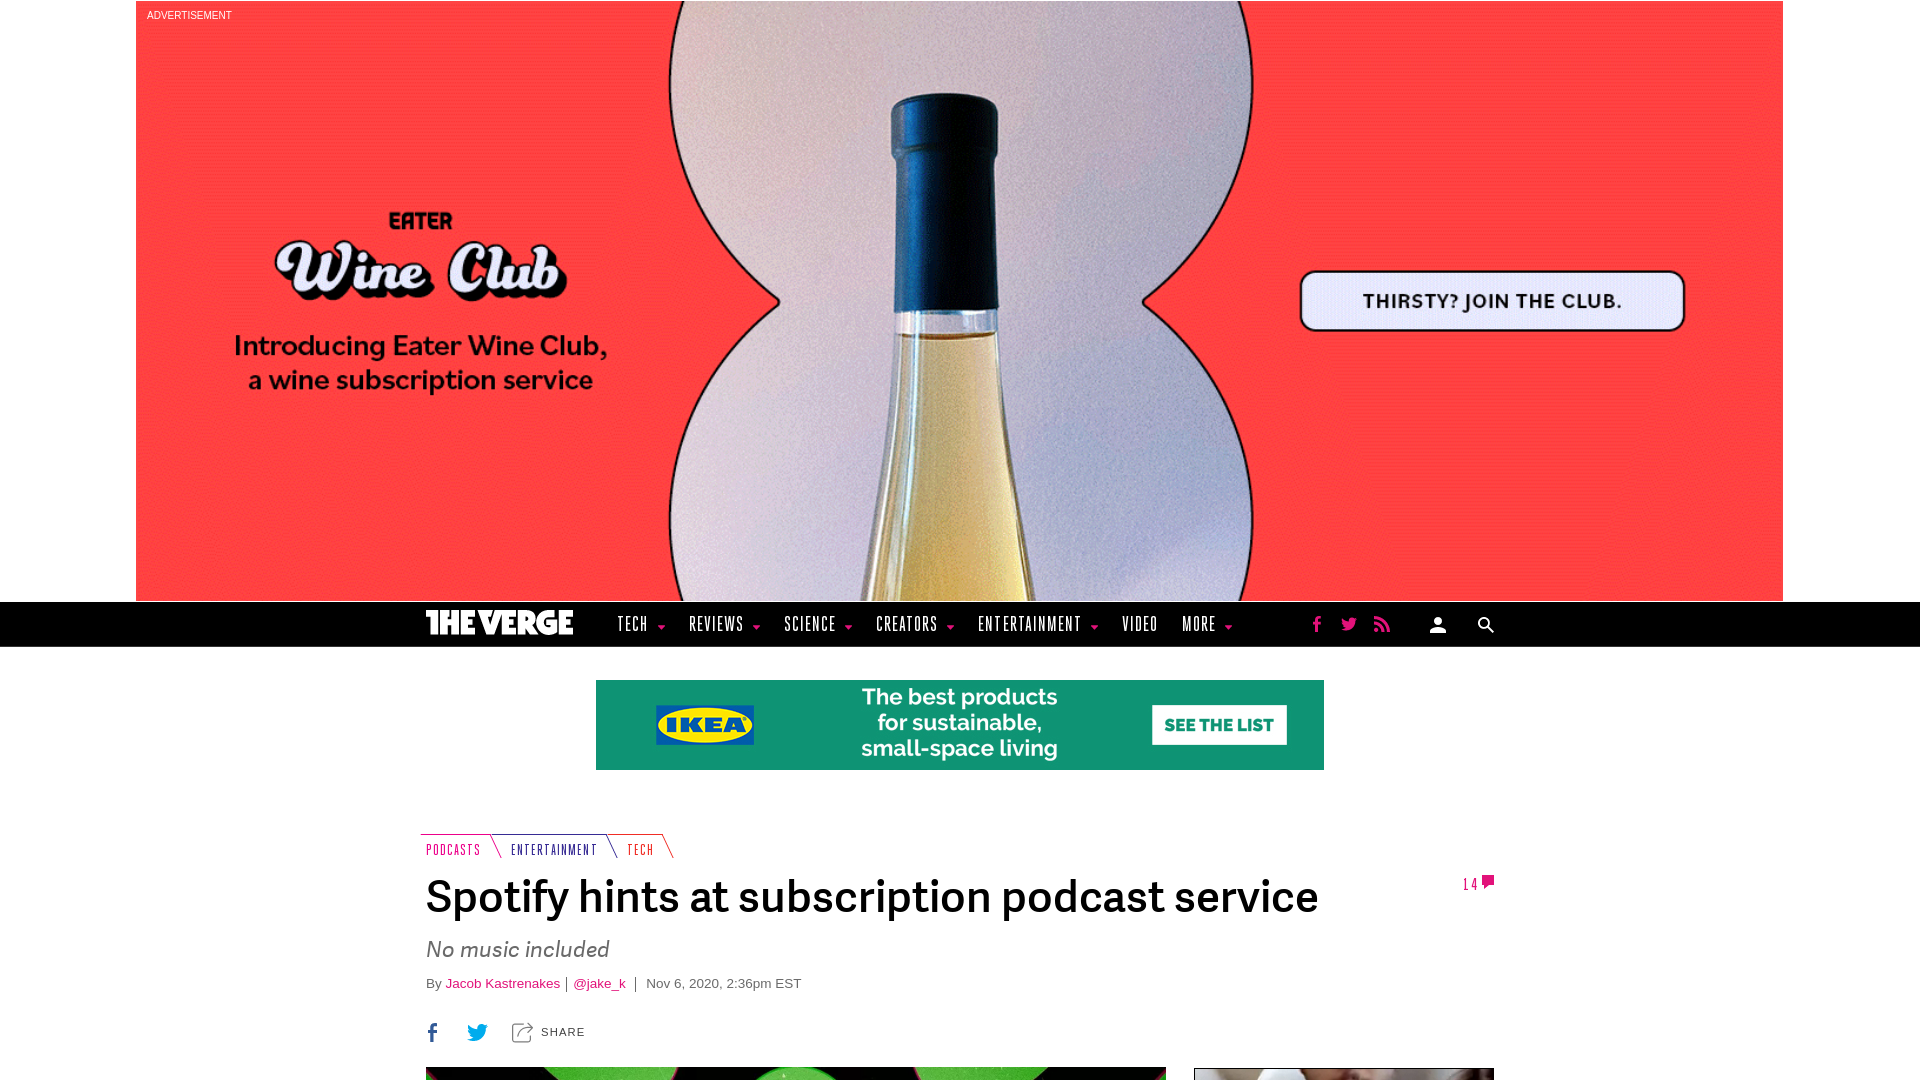 ADVERTISEMENT
EATER
Wine Club
Introducing Eater Wine Club,
a wine subscription service
THIRSTY? JOIN THE CLUB.
THE VERGE
TECH
REVIEWS
SCIENCE
CREATORS
ENTERTAINMENT
VIDEO
MORE
IKEA
The best products
for sustainable,
small-space living
SEE THE LIST
PODCASTS
ENTERTAINMENT
TECH
Spotify hints at subscription podcast service
14
No music included
By Jacob Kastrenakes | @jake_k | Nov 6, 2020, 2:36pm EST
SHARE